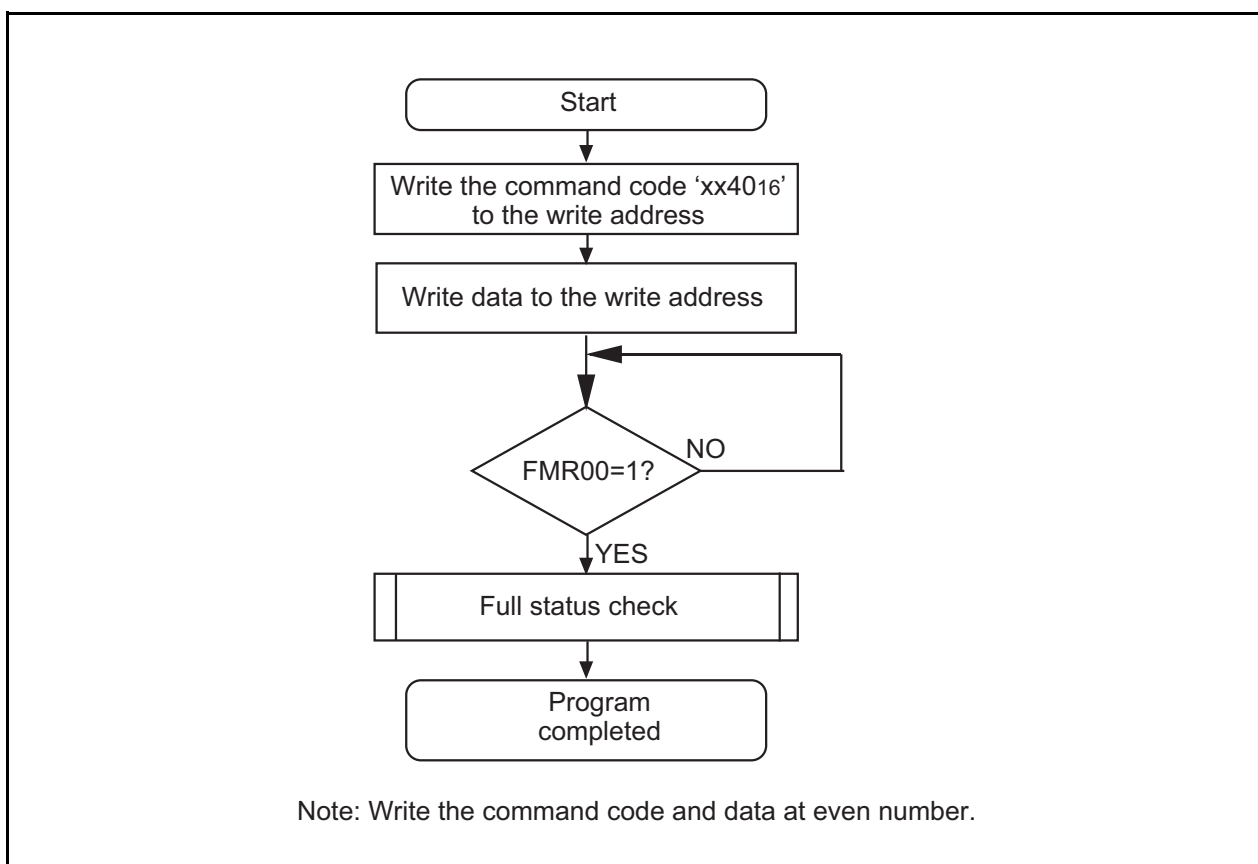 Start
Write the command code ‘xx4016’
to the write address
Write data to the write address
NO
FMR00=1?
YES
Full status check
Program
completed
Note: Write the command code and data at even number.